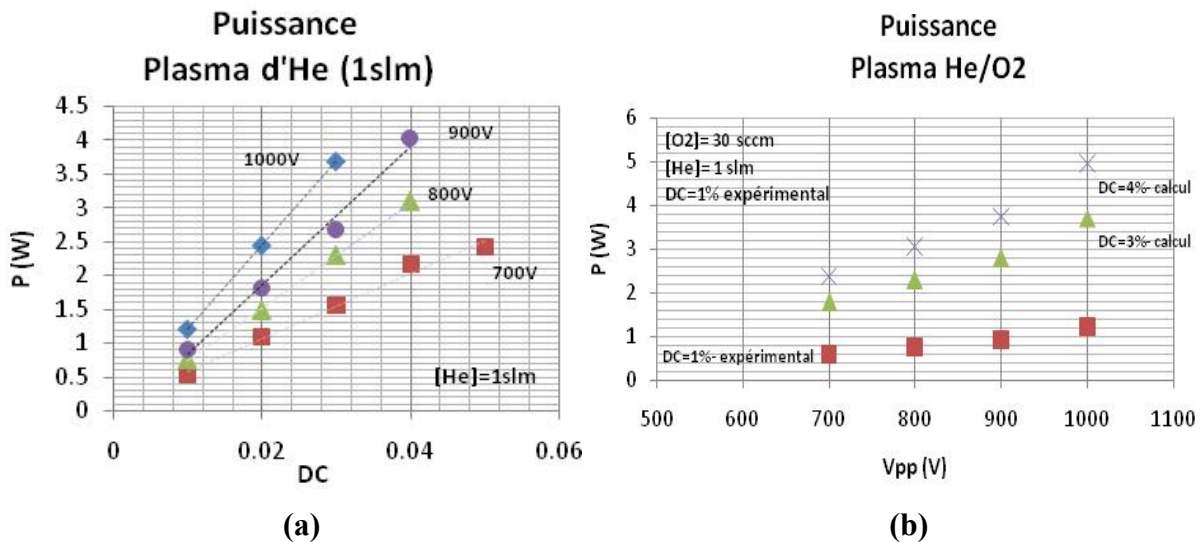 Puissance
Plasma d'He (1slm)
4.5
4
3.5
3
2.5
2
1.5
1
0.5
0
P (W)
1000V
900V
800V
700V
[He]=1slm
0
0.02
0.04
0.06
DC
(a)
Puissance
Plasma He/O2
6
5
4
3
2
1
0
P (W)
[O2]= 30 sccm
[He]= 1 slm
DC=1% expérimental
DC=4%- calcul
DC=3%- calcul
DC=1%- expérimental
500
600
700
800
900
1000
1100
Vpp (V)
(b)